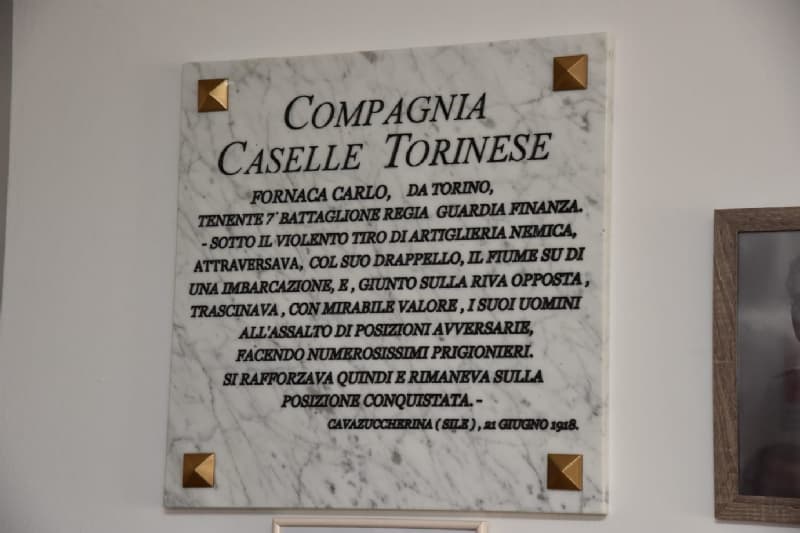 COMPAGNIA
CASELLE TORINESE
FORNACA CARLO, DA TORINO,
TENENTE 7° BATTAGLIONE REGIA GUARDIA FINANZA.
- SOTTO IL VIOLENTO TIRO DI ARTIGLIERIA NEMICA,
ATTRAVERSAVA, COL SUO DRAPPELLO, IL FIUME SU DI
UNA IMBARCAZIONE, E, GIUNTO SULLA RIVA OPPOSTA,
TRASCINAVA, CON MIRABILE VALORE, I SUOI UOMINI
ALL'ASSALTO DI POSIZIONI AVVERSARIE,
FACENDO NUMEROSISSIMI PRIGIONIERI.
SI RAFFORZAVA QUINDI E RIMANEVA SULLA
POSIZIONE CONQUISTATA. -
CAVAZUCCHERINA (SILE), 21 GIUGNO 1918.